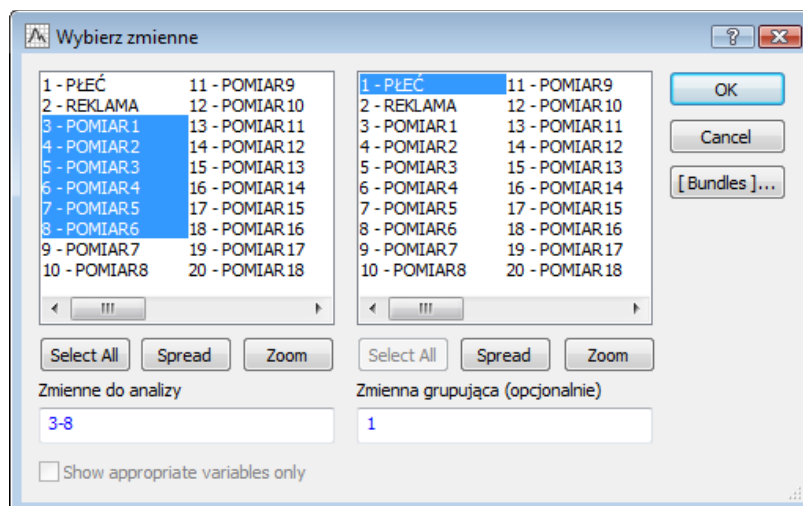 Wybierz zmienne
1 - PŁEĆ 11 - POMIAR9
2 - REKLAMA 12 - POMIAR10
3 - POMIAR1 13 - POMIAR11
4 - POMIAR2 14 - POMIAR12
5 - POMIAR3 15 - POMIAR13
6 - POMIAR4 16 - POMIAR14
7 - POMIAR5 17 - POMIAR15
8 - POMIAR6 18 - POMIAR16
9 - POMIAR7 19 - POMIAR17
10 - POMIAR8 20 - POMIAR18
Select All Spread Zoom
Zmienne do analizy
3-8
Show appropriate variables only
1 - PŁEĆ 11 - POMIAR9
2 - REKLAMA 12 - POMIAR10
3 - POMIAR1 13 - POMIAR11
4 - POMIAR2 14 - POMIAR12
5 - POMIAR3 15 - POMIAR13
6 - POMIAR4 16 - POMIAR14
7 - POMIAR5 17 - POMIAR15
8 - POMIAR6 18 - POMIAR16
9 - POMIAR7 19 - POMIAR17
10 - POMIAR8 20 - POMIAR18
Select All Spread Zoom
Zmienna grupująca (opcjonalnie)
1
OK
Cancel
[ Bundles ]...